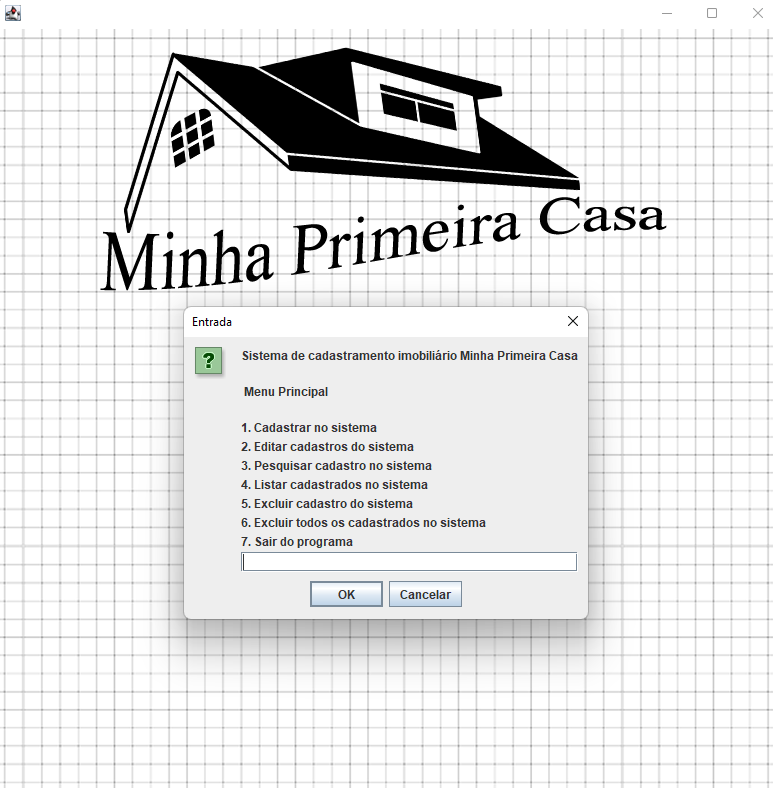 Minha Primeira Casa
Entrada
?
Sistema de cadastramento imobiliário Minha Primeira Casa
Menu Principal
1. Cadastrar no sistema
2. Editar cadastros do sistema
3. Pesquisar cadastro no sistema
4. Listar cadastrados no sistema
5. Excluir cadastro do sistema
6. Excluir todos os cadastrados no sistema
7. Sair do programa
OK
Cancelar